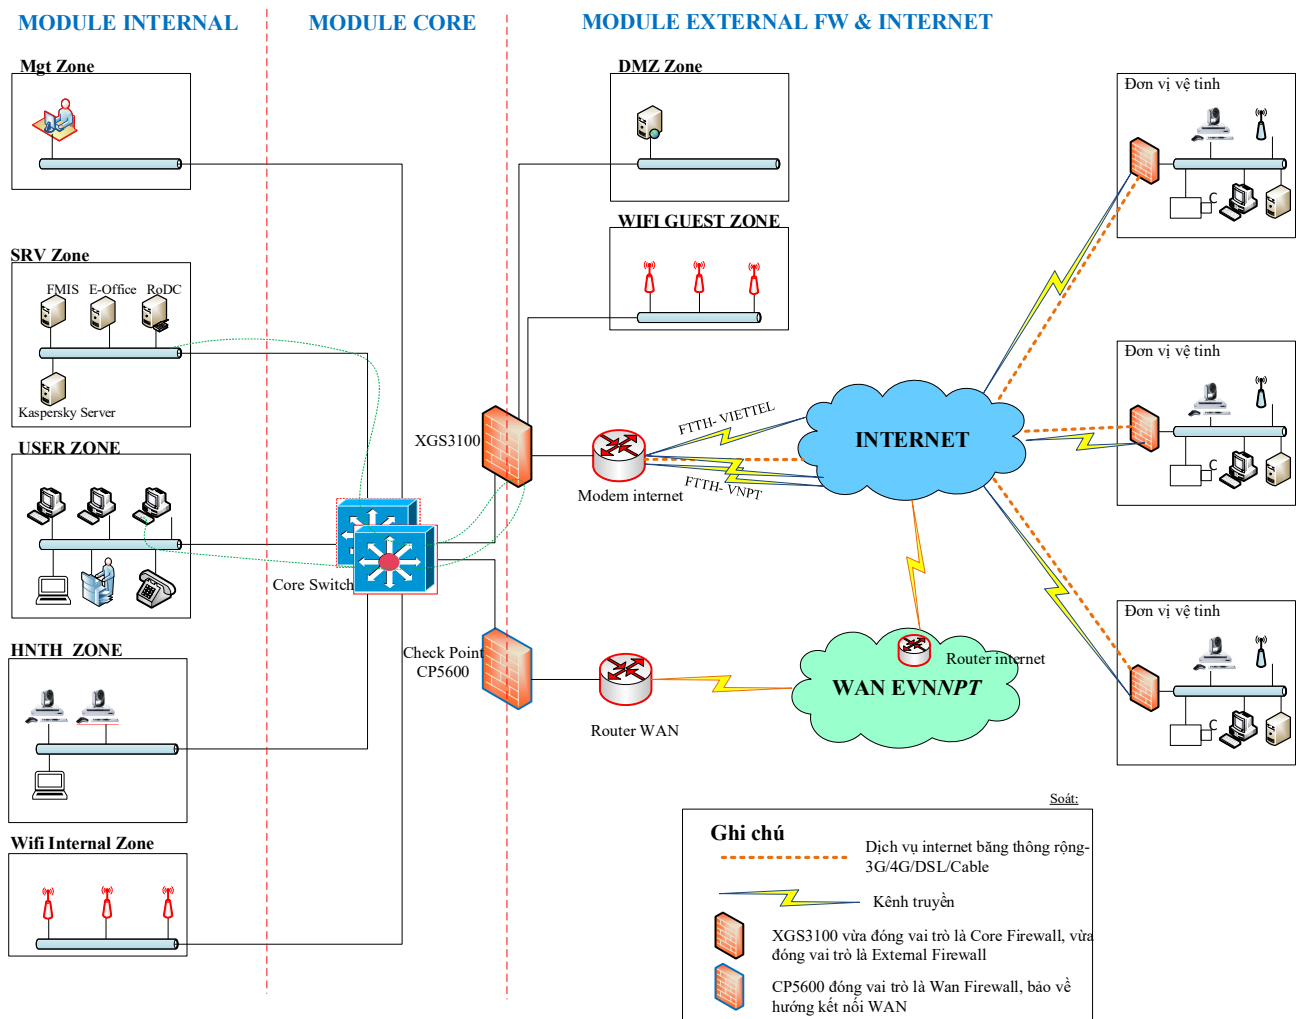 MODULE INTERNAL
MODULE CORE
MODULE EXTERNAL FW & INTERNET
Mgt Zone
DMZ Zone
Đơn vị vệ tinh
WIFI GUEST ZONE
SRV Zone
FMIS
E-Office
RoDC
Kaspersky Server
Đơn vị vệ tinh
USER ZONE
XGS3100
FTTH- VIETTEL
INTERNET
FTTH- VNPT
Modem internet
Core Switch
Đơn vị vệ tinh
HNTH ZONE
Check Point
CP5600
Router internet
WAN EVNNPT
Router WAN
Soát:
Wifi Internal Zone
Ghi chú
Dịch vụ internet băng thông rộng-
3G/4G/DSL/Cable
Kênh truyền
XGS3100 vừa đóng vai trò là Core Firewall, vừa
đóng vai trò là External Firewall
CP5600 đóng vai trò là Wan Firewall, bảo vê
hướng kết nối WAN